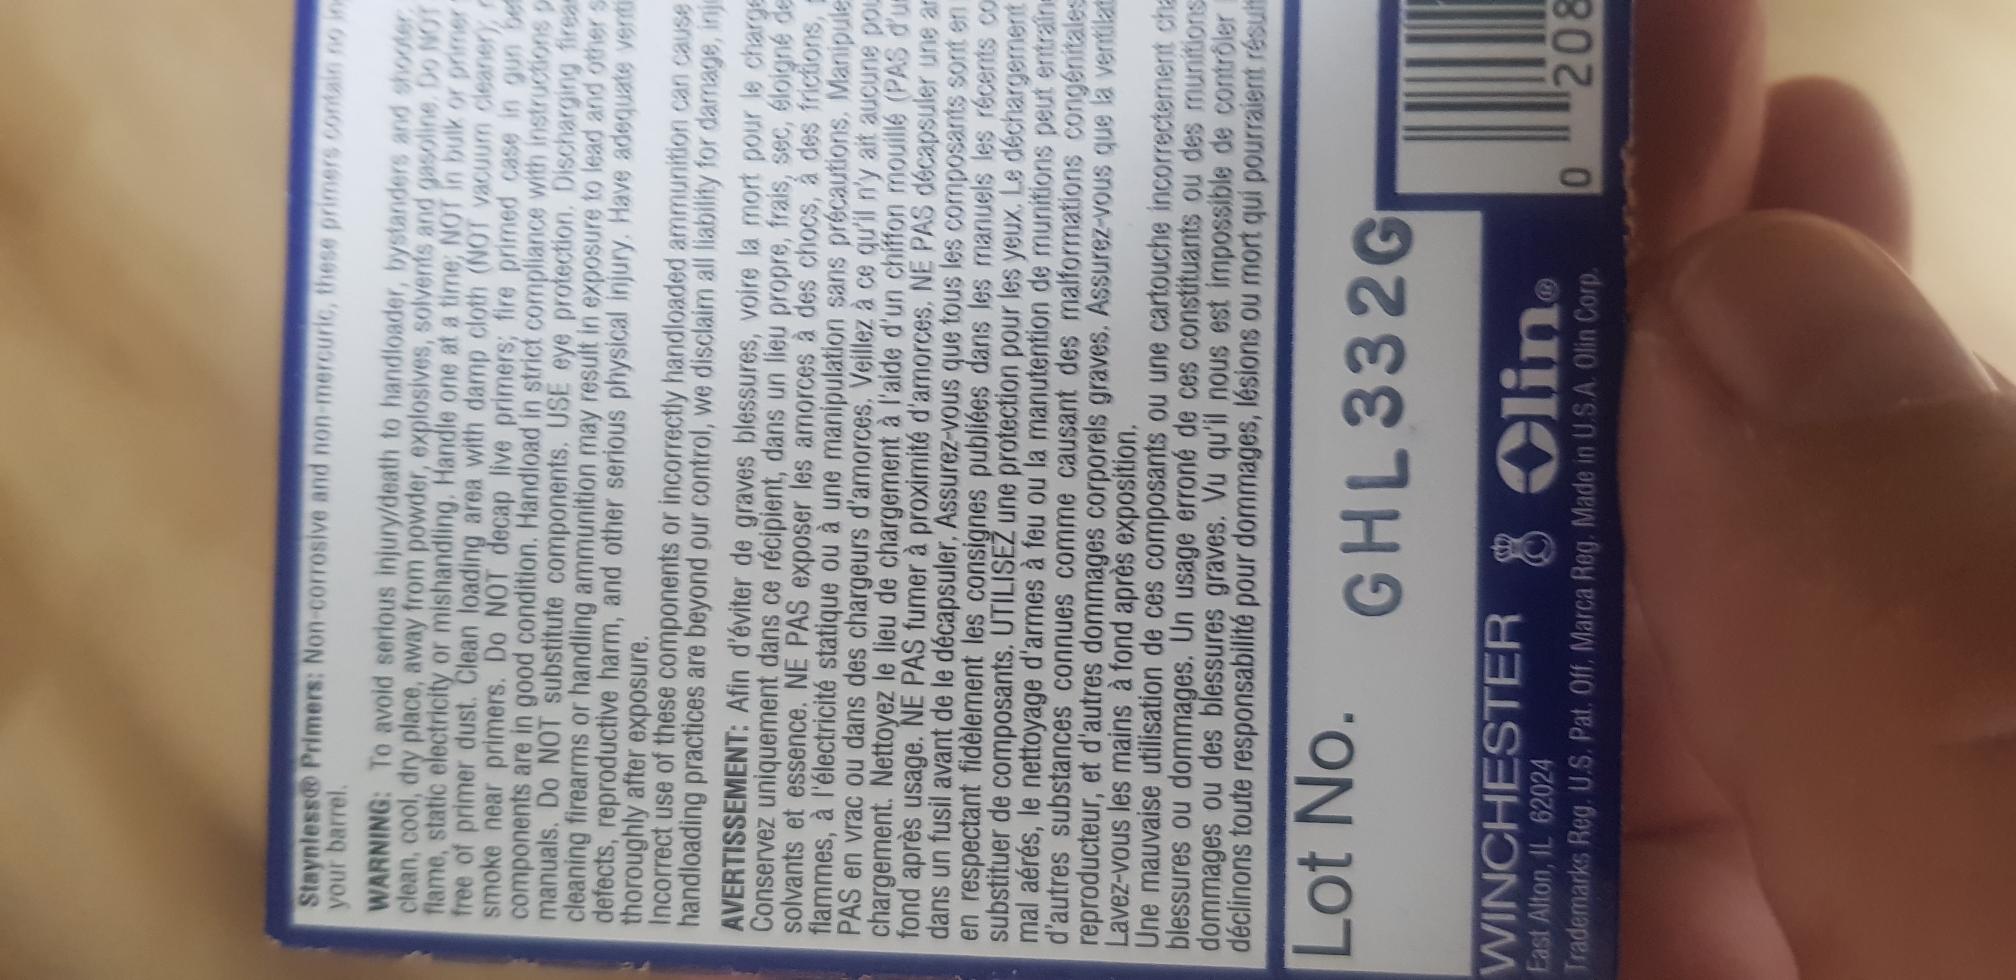 Staynless® Primers: Non-corrosive and non-mercuric, these primers contain no
your barrel.
WARNING: To avoid serious injury/death to handloader, bystanders and shooter,
clean, cool, dry place, away from powder, explosives, solvents and gasoline. Do NOT
flame, static electricity or mishandling. Handle one at a time; NOT in bulk or primer
free of primer dust. Clean loading area with damp cloth (NOT vacuum cleaner),
smoke near primers. Do NOT decap live primers; fire primed case in gun
components are in good condition. Handload in strict compliance with instructions
manuals. Do NOT substitute components. USE eye protection. Discharging
cleaning firearms or handling ammunition may result in exposure to lead and other
defects, reproductive harm, and other serious physical injury. Have adequate
thoroughly after exposure.
Incorrect use of these components or incorrectly handloaded ammunition can cause
handloading practices are beyond our control, we disclaim all liability for damage,
AVERTISSEMENT: Afin d'éviter de graves blessures, voire la mort pour le
Conservez uniquement dans ce récipient, dans un lieu propre, frais, sec, éloigné
solvants et essence. NE PAS exposer les amorces à des chocs, à des frictions,
flammes, à l'électricité statique ou à une manipulation sans précautions.
PAS en vrac ou dans des chargeurs d'amorces. Veillez à ce qu'il n'y ait aucune
chargement. Nettoyez le lieu de chargement à l'aide d'un chiffon mouillé (PAS
fond après usage. NE PAS fumer à proximité d'amorces. NE PAS décapsuler une
dans un fusil avant de le décapsuler. Assurez-vous que tous les composants sont en
en respectant fidèlement les consignes publiées dans les manuels les récents
substituer de composants. UTILISEZ une protection pour les yeux. Le déchargement
mal aérés, le nettoyage d'armes à feu ou la manutention de munitions peut
d'autres substances connues comme causant des malformations congénitales
reproducteur, et d'autres dommages corporels graves. Assurez-vous que la
Lavez-vous les mains à fond après exposition.
Une mauvaise utilisation de ces composants ou une cartouche incorrectement
blessures ou dommages. Un usage erroné de ces constituants ou des munitions
dommages ou des blessures graves. Vu qu'il nous est impossible de contrôler
déclinons toute responsabilité pour dommages, lésions ou mort qui pourraient
Lot No. GHL332G
WINCHESTER Olin®
East Alton, IL 62024
Trademarks Reg. U.S. Pat. Off. Marca Reg. Made in U.S.A. Olin Corp.
0 208